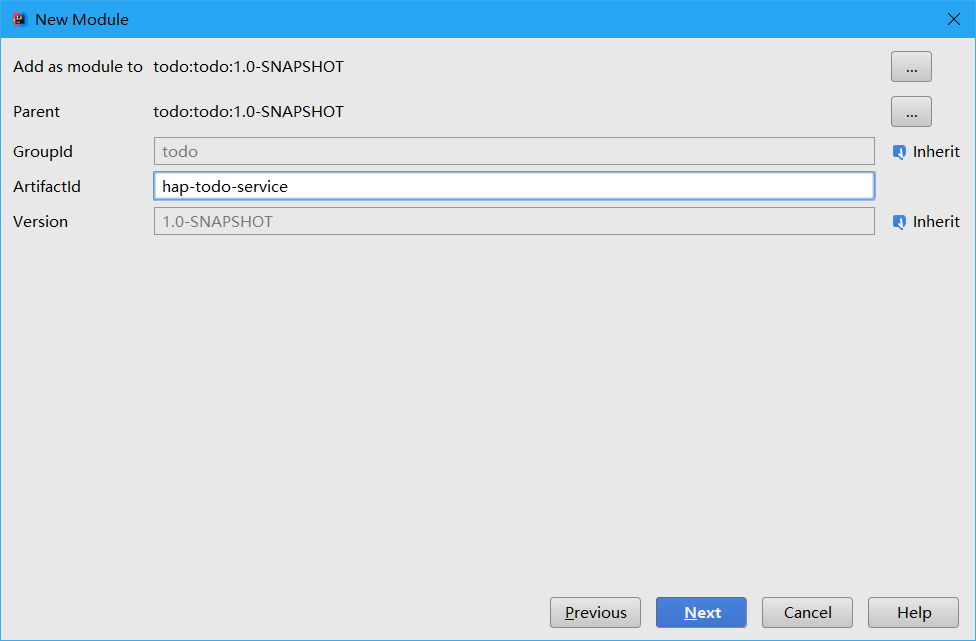 New Module
Add as module to todo:todo:1.0-SNAPSHOT ...
Parent todo:todo:1.0-SNAPSHOT ...
GroupId todo Inherit
ArtifactId hap-todo-service
Version 1.0-SNAPSHOT Inherit
Previous Next Cancel Help